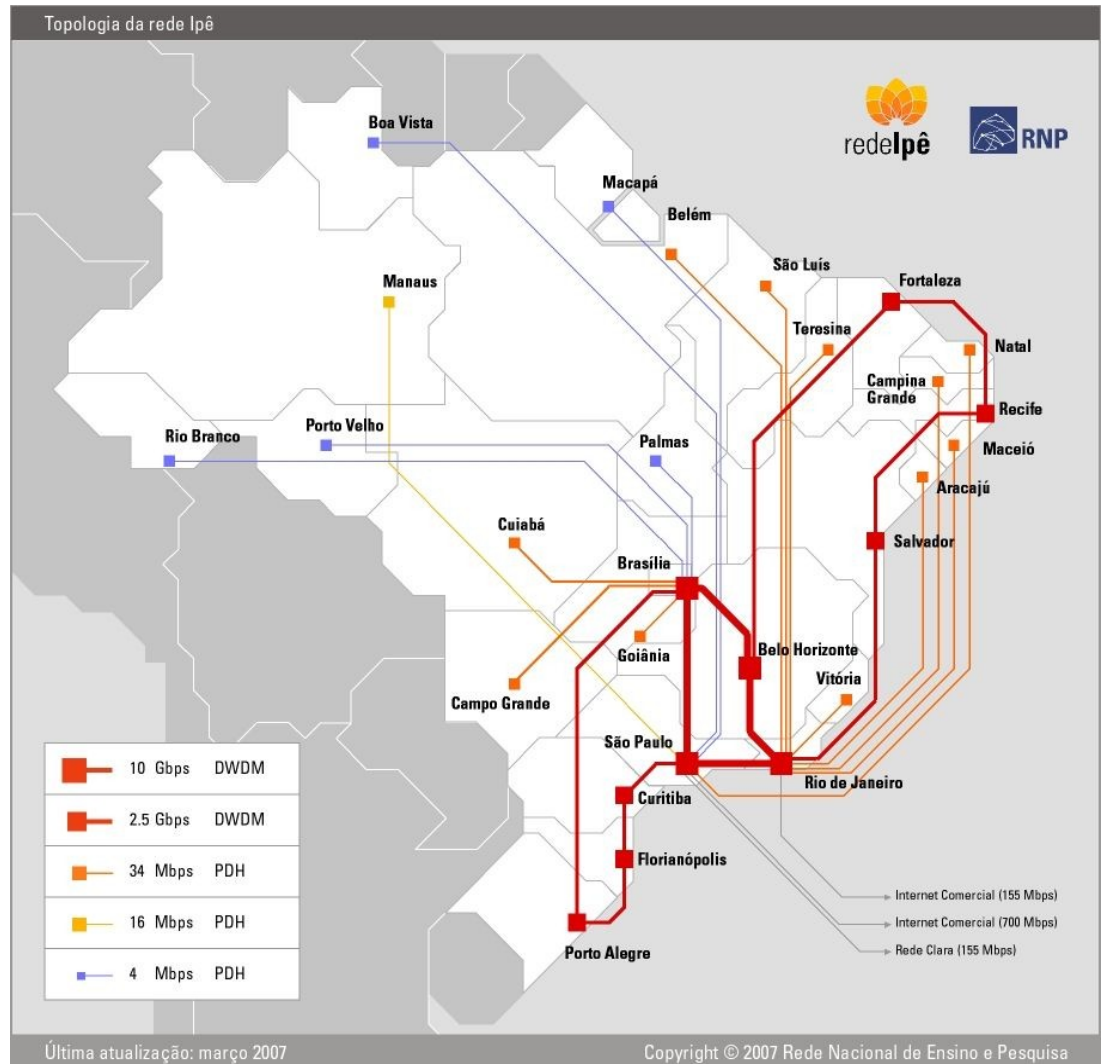 Topologia da rede Ipê
redeIpê
RNP
Boa Vista
Macapá
Belém
São Luís
Fortaleza
Manaus
Teresina
Natal
Campina
Grande
Recife
Rio Branco
Porto Velho
Palmas
Maceió
Aracajú
Cuiabá
Salvador
Brasília
Goiânia
Belo Horizonte
Campo Grande
Vitória
São Paulo
Rio de Janeiro
Curitiba
Florianópolis
Porto Alegre
10 Gbps DWDM
2.5 Gbps DWDM
34 Mbps PDH
16 Mbps PDH
4 Mbps PDH
Internet Comercial (155 Mbps)
Internet Comercial (700 Mbps)
Rede Clara (155 Mbps)
Última atualização: março 2007
Copyright © 2007 Rede Nacional de Ensino e Pesquisa